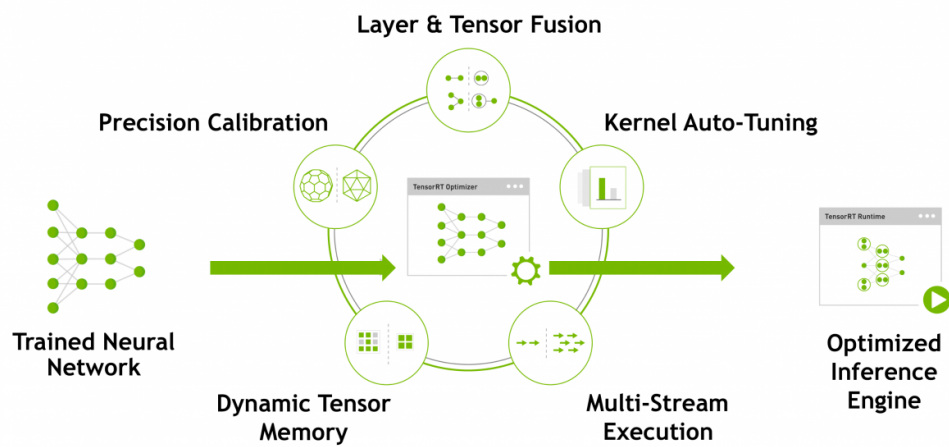 Layer & Tensor Fusion
Precision Calibration
Kernel Auto-Tuning
TensorRT Optimizer
TensorRT Runtime
Trained Neural
Network
Optimized
Inference
Engine
Dynamic Tensor
Memory
Multi-Stream
Execution